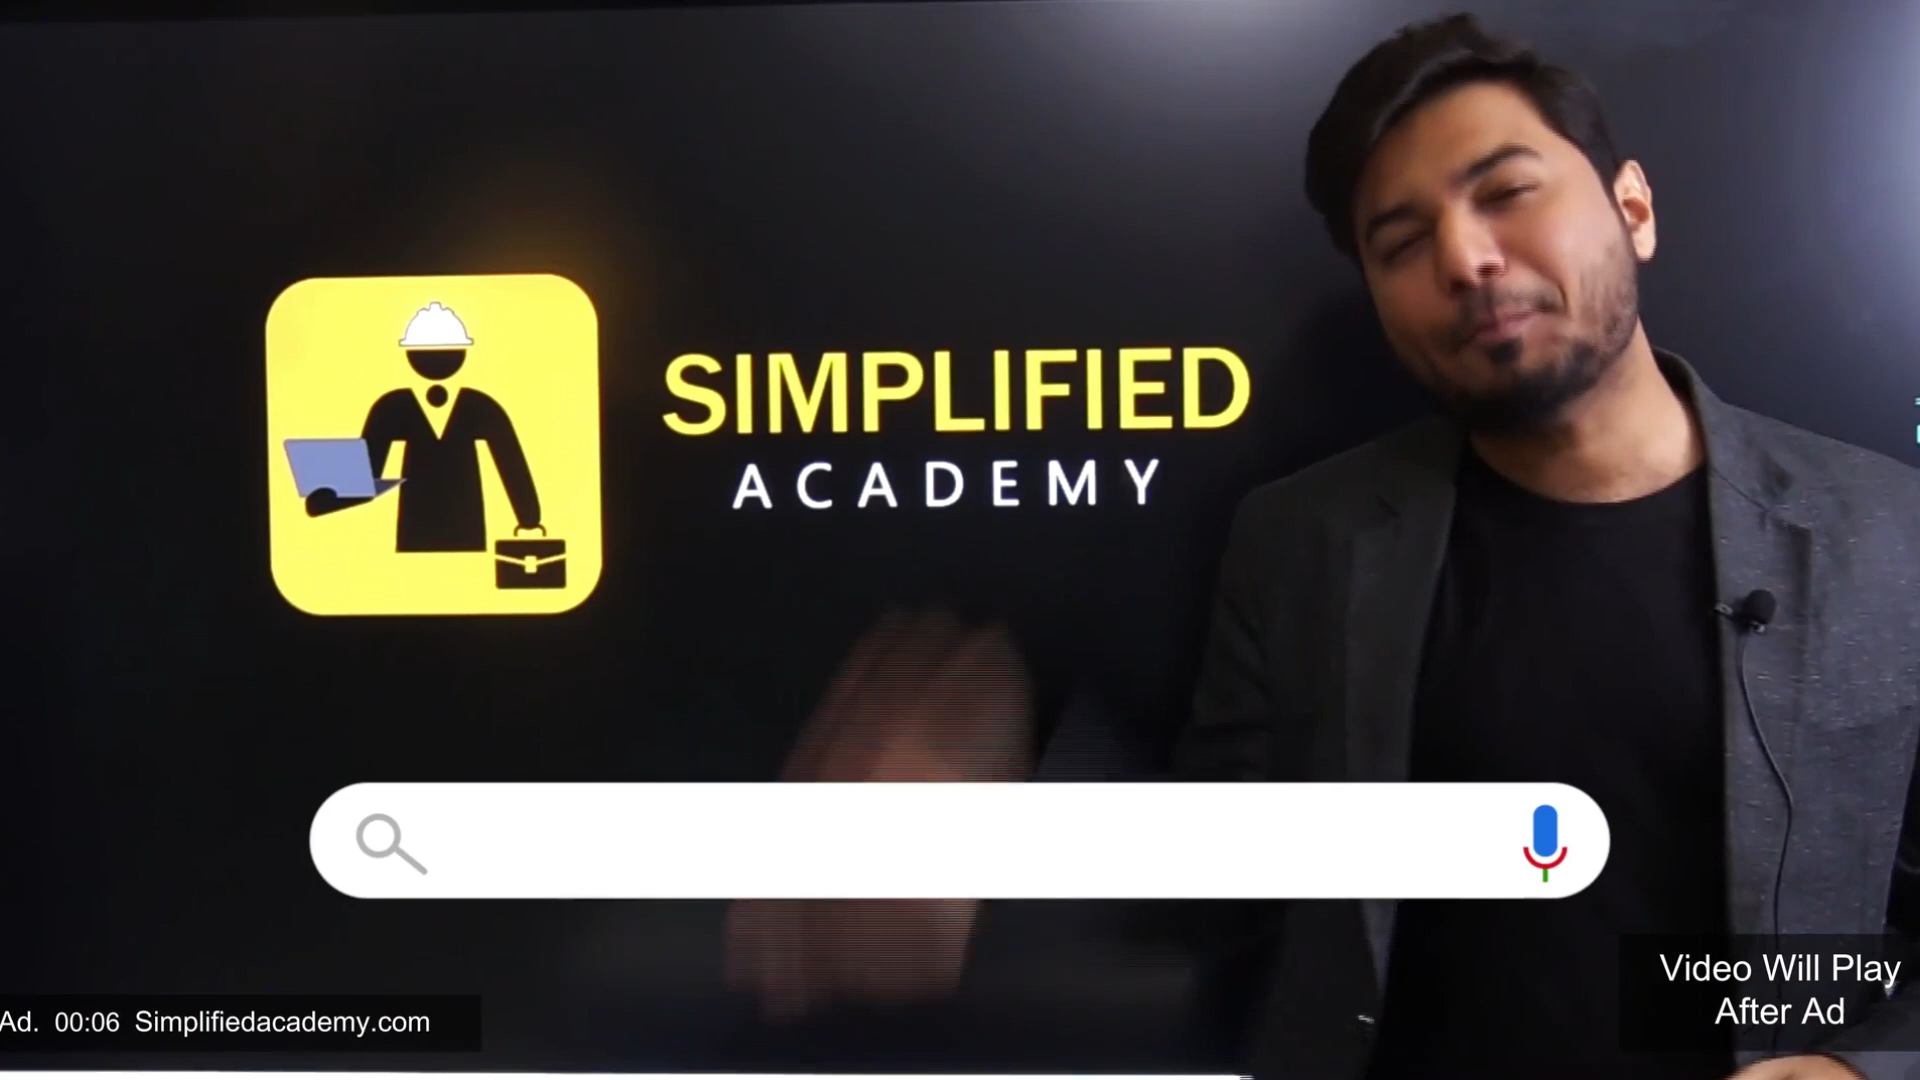 SIMPLIFIED
ACADEMY
Ad. 00:06 Simplifiedacademy.com
Video Will Play
After Ad